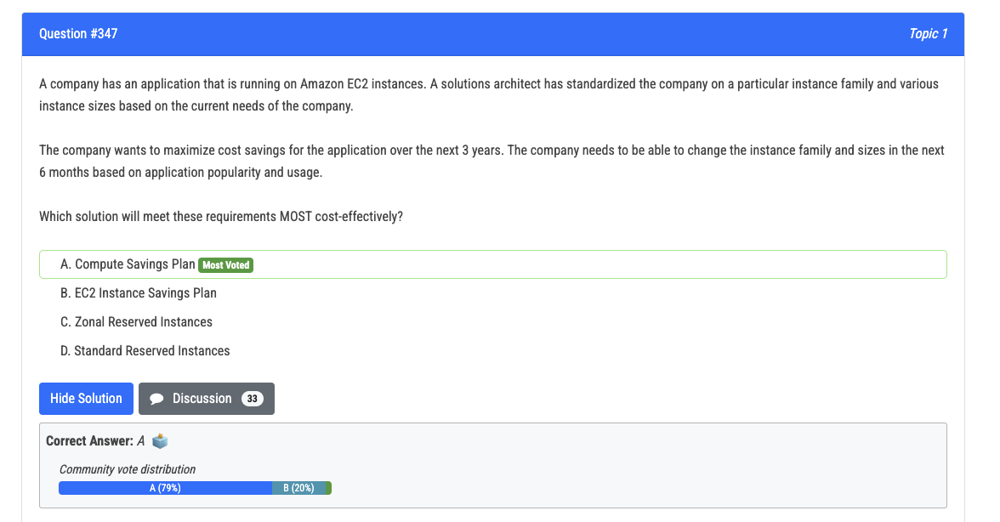 Question #347
Topic 1
A company has an application that is running on Amazon EC2 instances. A solutions architect has standardized the company on a particular instance family and various
instance sizes based on the current needs of the company.
The company wants to maximize cost savings for the application over the next 3 years. The company needs to be able to change the instance family and sizes in the next
6 months based on application popularity and usage.
Which solution will meet these requirements MOST cost-effectively?
A. Compute Savings Plan Most Voted
B. EC2 Instance Savings Plan
C. Zonal Reserved Instances
D. Standard Reserved Instances
Hide Solution
Discussion 33
Correct Answer: A
Community vote distribution
A (79%)
B (20%)